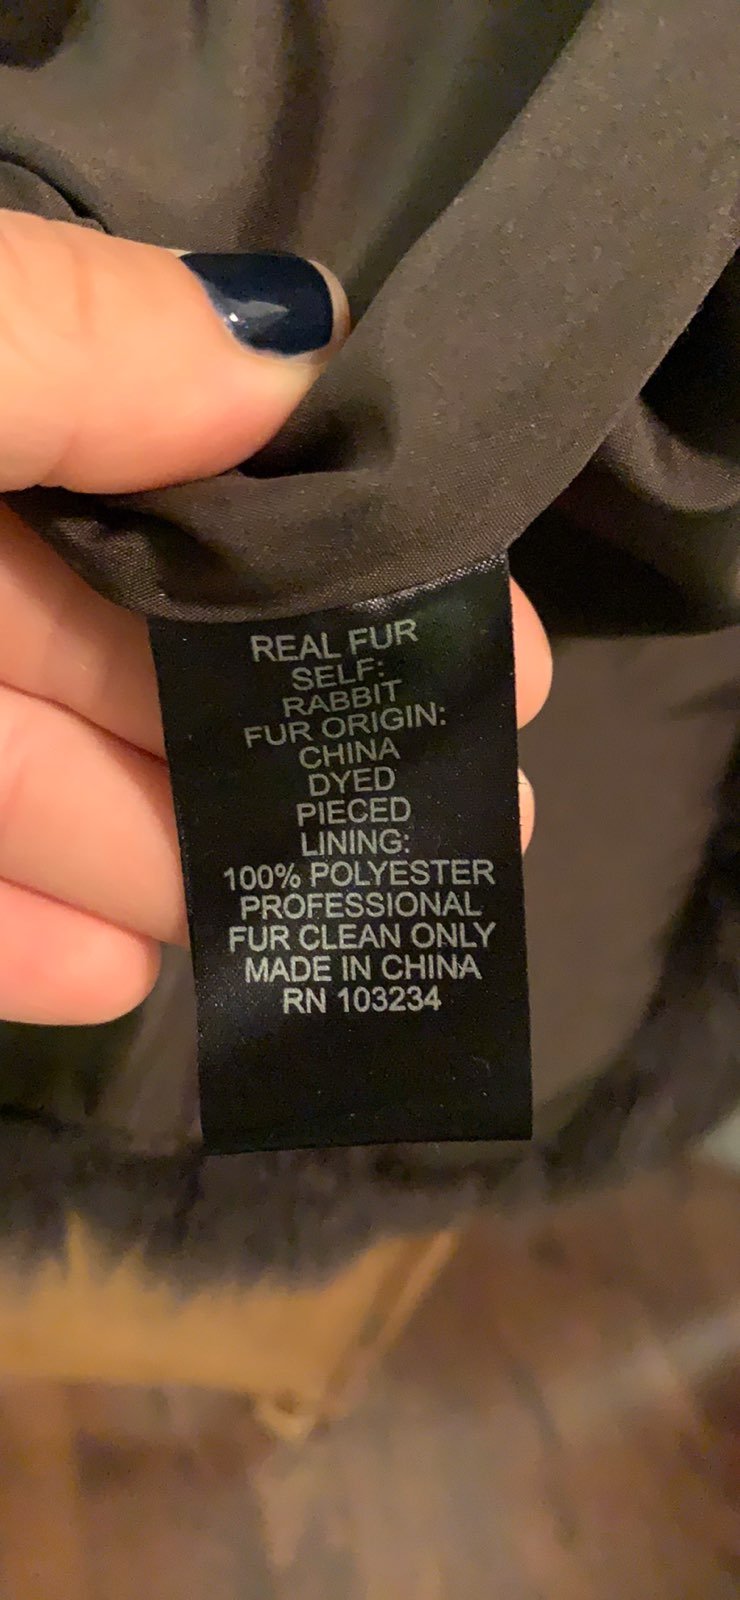 REAL FUR
SELF:
RABBIT
FUR ORIGIN:
CHINA
DYED
PIECED
LINING:
100% POLYESTER
PROFESSIONAL
FUR CLEAN ONLY
MADE IN CHINA
RN 103234